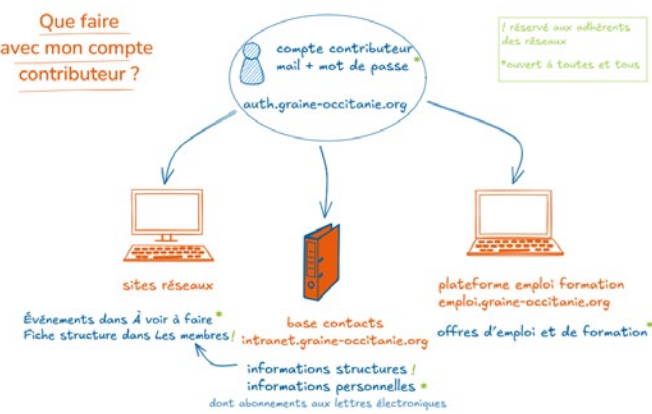 Que faire
avec mon compte
contributeur ?
compte contributeur
mail + mot de passe*
auth.graine-occitanie.org
! réservé aux adhérents
des réseaux
*ouvert à toutes et tous
sites réseaux
Événements dans À voir à faire*
Fiche structure dans Les membres!
base contacts
intranet.graine-occitanie.org
informations structures !
informations personnelles *
dont abonnements aux lettres électroniques
plateforme emploi formation
emploi.graine-occitanie.org
offres d'emploi et de formation*